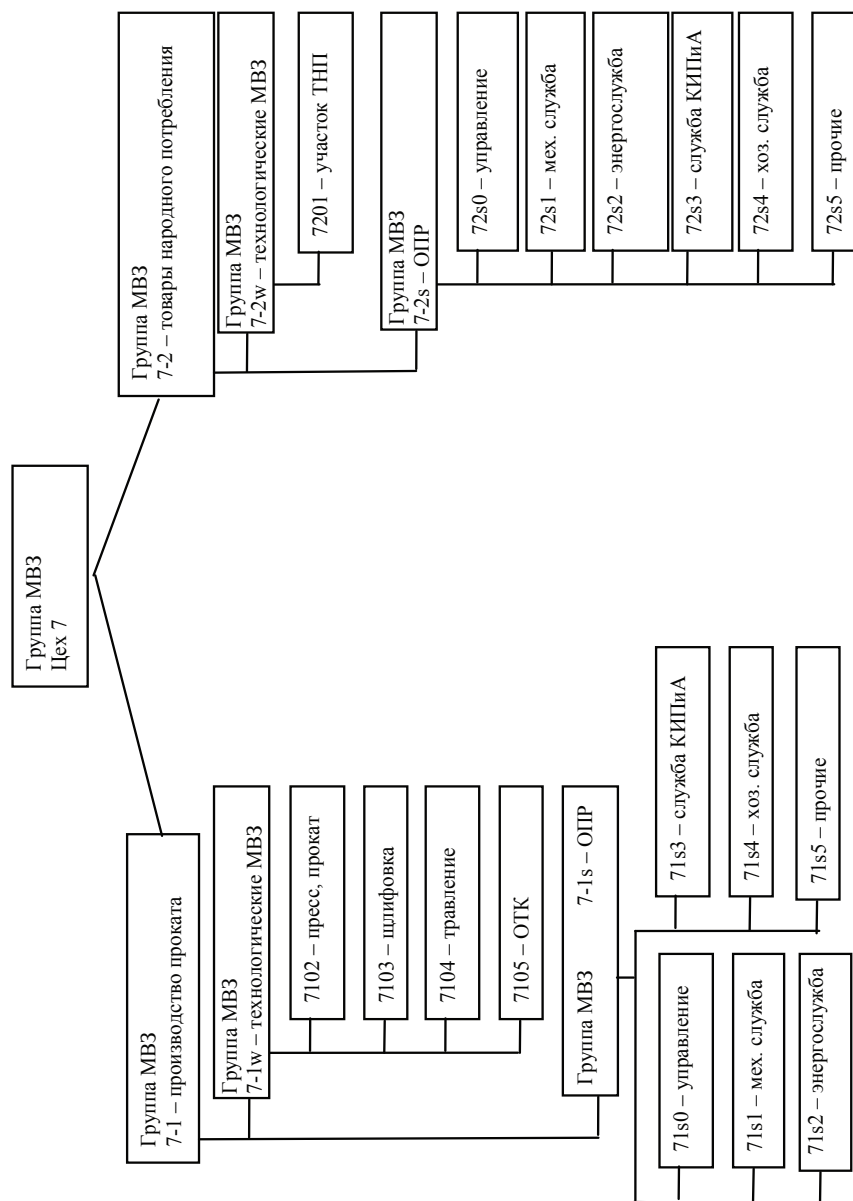 Группа МВЗ
Цех 7
Группа МВЗ
7-1 – производство проката
Группа МВЗ
7-1w – технологические МВЗ
7102 – пресс, прокат
7103 – щлифовка
7104 – травление
7105 – ОТК
Группа МВЗ 7-1s – ОПР
71s0 – управление
71s1 – мех. служба
71s2 – энергослужба
71s3 – служба КИПиА
71s4 – хоз. служба
71s5 – прочие
Группа МВЗ
7-2 – товары народного потребления
Группа МВЗ
7-2w – технологические МВЗ
7201 – участок ТНП
Группа МВЗ
7-2s – ОПР
72s0 – управление
72s1 – мех. служба
72s2 – энергослужба
72s3 – служба КИПиА
72s4 – хоз. служба
72s5 – прочие